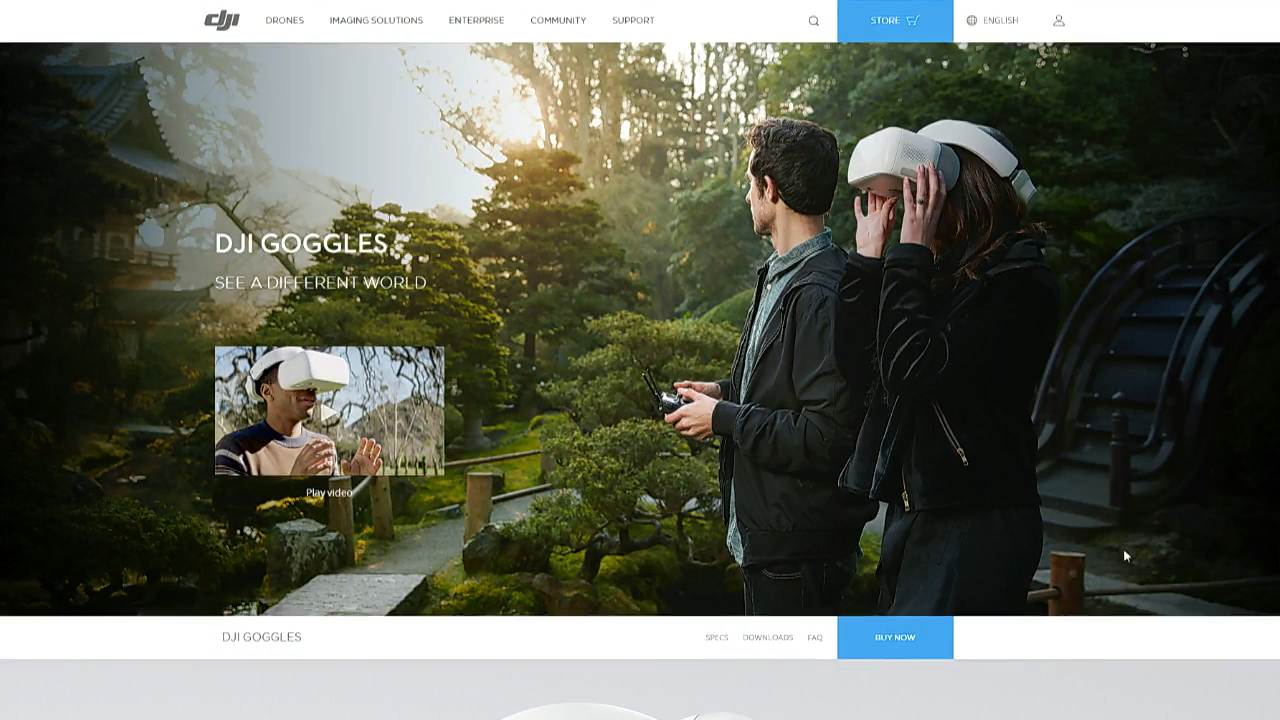 dji DRONES IMAGING SOLUTIONS ENTERPRISE COMMUNITY SUPPORT STORE ENGLISH
DJI GOGGLES
SEE A DIFFERENT WORLD
Play video
DJI GOGGLES SPECS DOWNLOADS FAQ BUY NOW